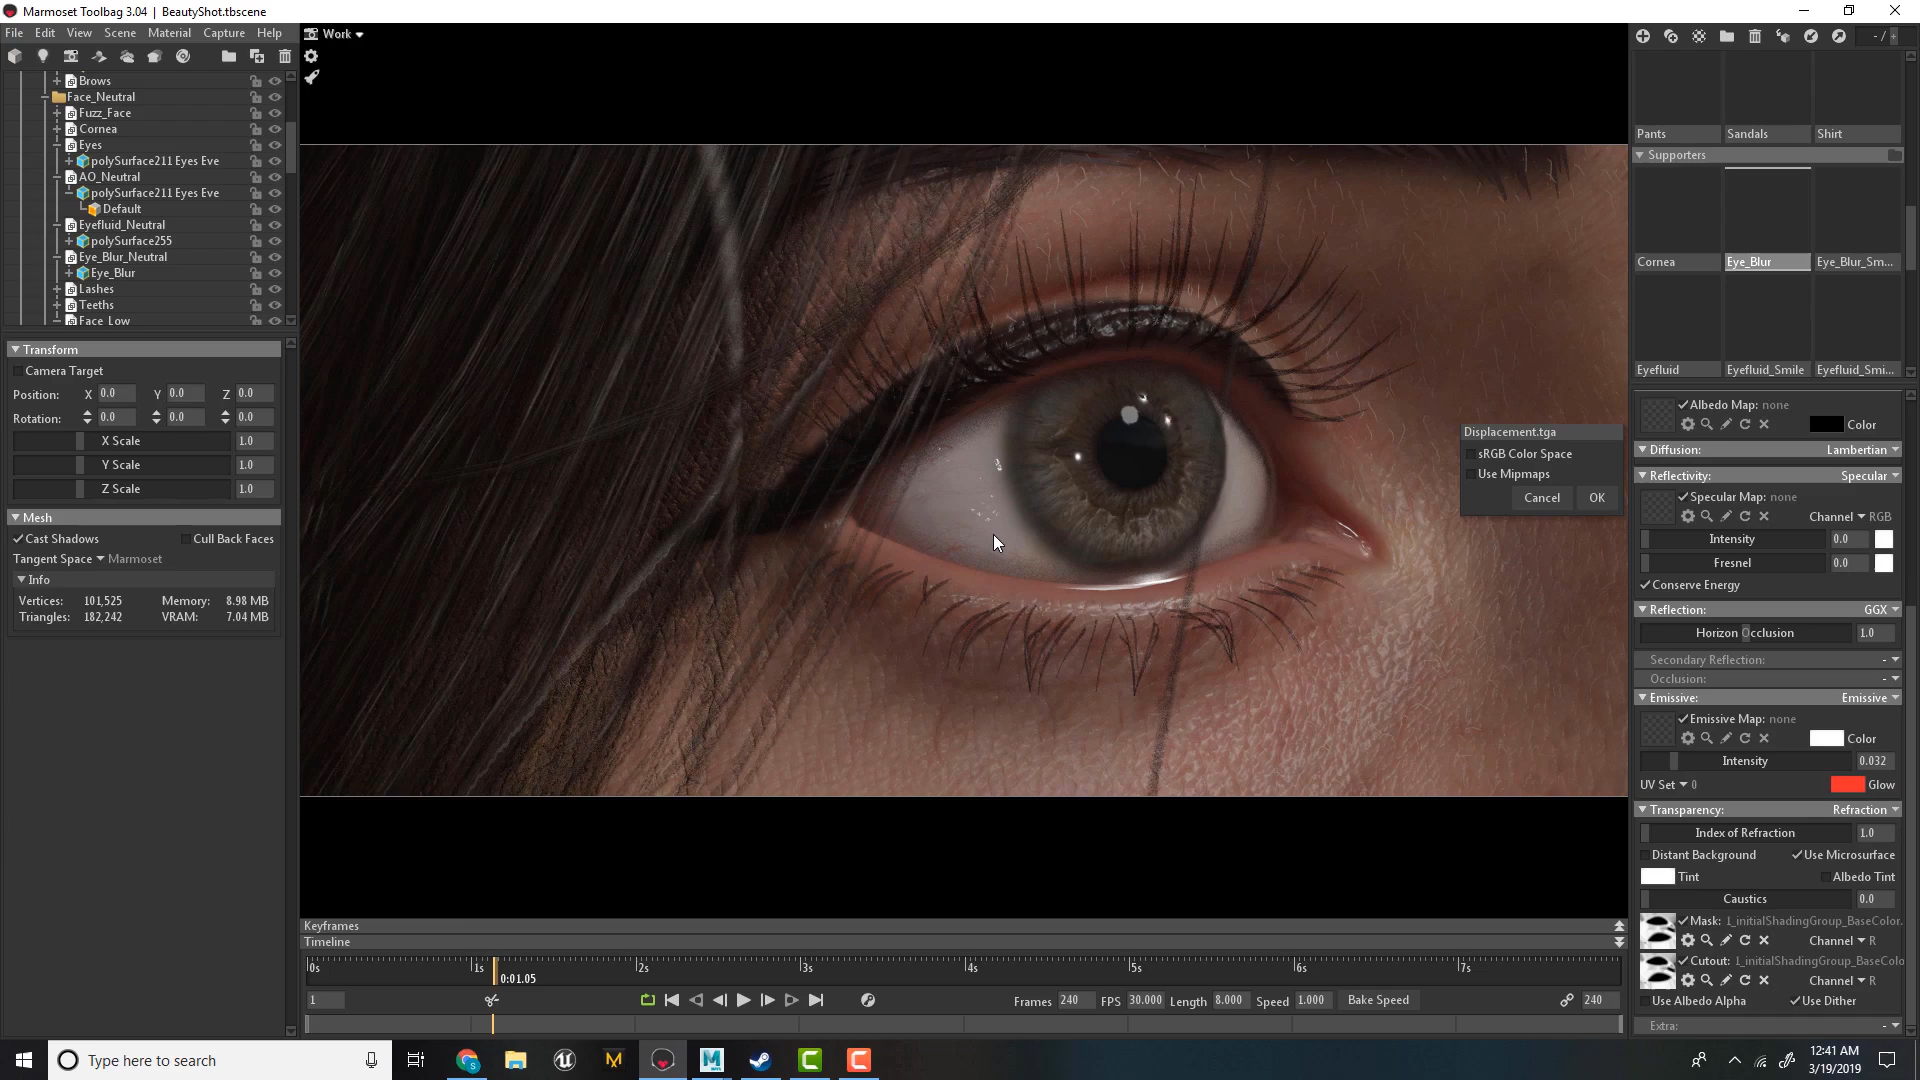 Marmoset Toolbag 3.04 | BeautyShot.tbscene
File Edit View Scene Material Capture Help
Brows
Face_Neutral
Fuzz_Face
Cornea
Eyes
polySurface211 Eyes Eve
AO_Neutral
polySurface211 Eyes Eve
Default
Eyefluid_Neutral
polySurface255
Eye_Blur_Neutral
Eye_Blur
Lashes
Teeths
Face_Low
Transform
Camera Target
Position: X 0.0 Y 0.0 Z 0.0
Rotation: 0.0 0.0 0.0
X Scale 1.0
Y Scale 1.0
Z Scale 1.0
Mesh
Cast Shadows Cull Back Faces
Tangent Space Marmoset
Info
Vertices: 101,525 Memory: 8.98 MB
Triangles: 182,242 VRAM: 7.04 MB
Work
Displacement.tga
sRGB Color Space
Use Mipmaps
Cancel OK
Keyframes
Timeline
0s 1s 2s 3s 4s 5s 6s 7s
0:01.05
1 Frames 240 FPS 30.000 Length 8.000 Speed 1.000 Bake Speed 240
- / +
Pants Sandals Shirt
Supporters
Cornea Eye_Blur Eye_Blur_Sm...
Eyefluid Eyefluid_Smile Eyefluid_Smi...
Albedo Map: none
Color
Diffusion: Lambertian
Reflectivity: Specular
Specular Map: none
Channel RGB
Intensity 0.0
Fresnel 0.0
Conserve Energy
Reflection: GGX
Horizon Occlusion 1.0
Secondary Reflection: -
Occlusion: -
Emissive: Emissive
Emissive Map: none
Color
Intensity 0.032
UV Set 0 Glow
Transparency: Refraction
Index of Refraction 1.0
Distant Background Use Microsurface
Tint Albedo Tint
Caustics 0.0
Mask: 1_initialShadingGroup_BaseColor.
Channel R
Cutout: 1_initialShadingGroup_BaseColo
Channel R
Use Albedo Alpha Use Dither
Extra: -
Type here to search
12:41 AM
3/19/2019